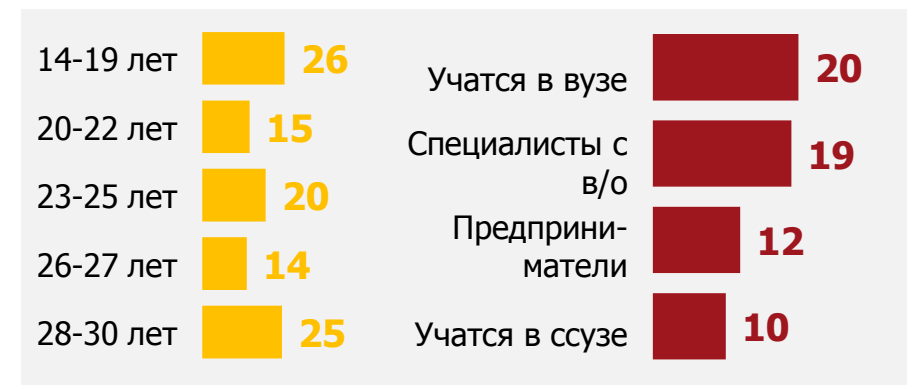 14-19 лет 26
20-22 лет 15
23-25 лет 20
26-27 лет 14
28-30 лет 25
Учатся в вузе 20
Специалисты с
в/о 19
Предприни-
матели 12
Учатся в ссузе 10